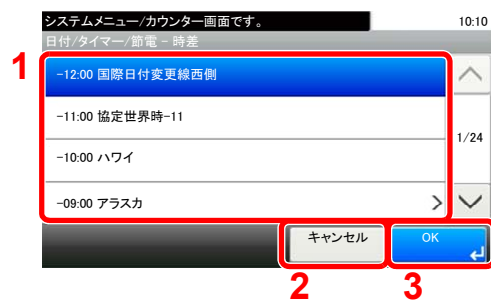 システムメニュー/カウンター画面です。 10:10
日付/タイマー/節電 - 時差
1
-12:00 国際日付変更線西側
-11:00 協定世界時-11
1/24
-10:00 ハワイ
-09:00 アラスカ
キャンセル OK
2 3